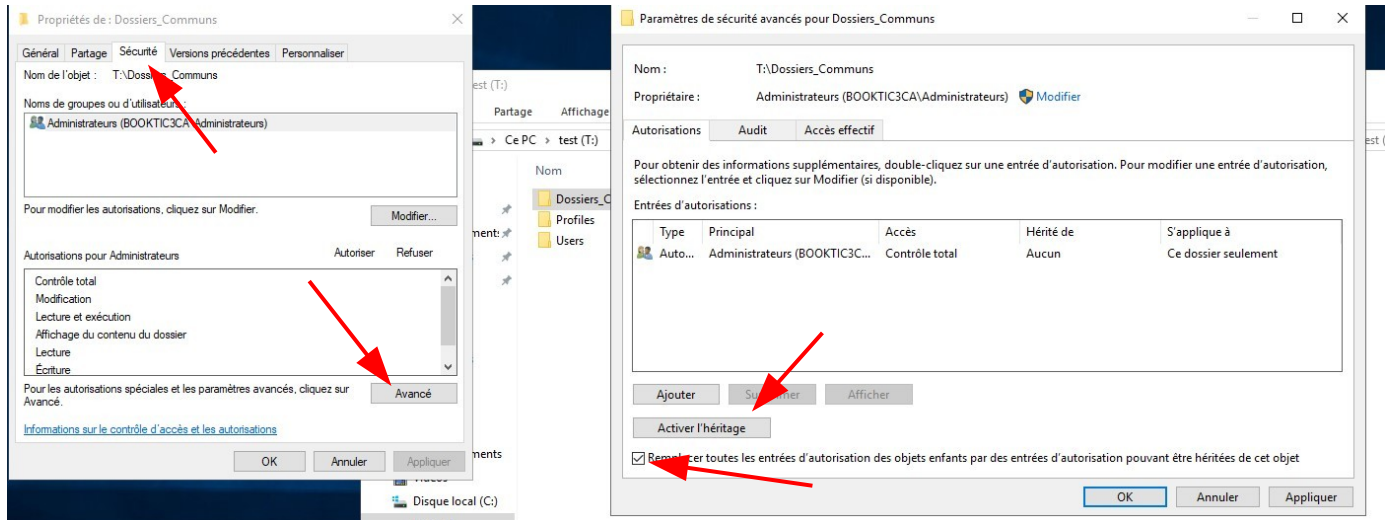 Propriétés de : Dossiers_Communs
Général Partage Sécurité Versions précédentes Personnaliser
Nom de l'objet : T:\Dossiers_Communs
Noms de groupes ou d'utilisateurs :
Administrateurs (BOOKTIC3CA\Administrateurs)
Pour modifier les autorisations, cliquez sur Modifier.
Modifier...
Autorisations pour Administrateurs
Autoriser Refuser
Contrôle total
Modification
Lecture et exécution
Affichage du contenu du dossier
Lecture
Écriture
Pour les autorisations spéciales et les paramètres avancés, cliquez sur
Avancé.
Avancé
Informations sur le contrôle d'accès et les autorisations
OK Annuler Appliquer
est (T:)
Partage Affichage
Ce PC > test (T:)
Nom
Dossiers_C
Profiles
Users
ments
Disque local (C:)
Paramètres de sécurité avancés pour Dossiers_Communs
Nom : T:\Dossiers_Communs
Propriétaire : Administrateurs (BOOKTIC3CA\Administrateurs) Modifier
Autorisations Audit Accès effectif
Pour obtenir des informations supplémentaires, double-cliquez sur une entrée d'autorisation. Pour modifier une entrée d'autorisation,
sélectionnez l'entrée et cliquez sur Modifier (si disponible).
Entrées d'autorisations :
Type Principal Accès Hérité de S'applique à
Auto... Administrateurs (BOOKTIC3C... Contrôle total Aucun Ce dossier seulement
Ajouter Supprimer Afficher
Activer l'héritage
Remplacer toutes les entrées d'autorisation des objets enfants par des entrées d'autorisation pouvant être héritées de cet objet
OK Annuler Appliquer